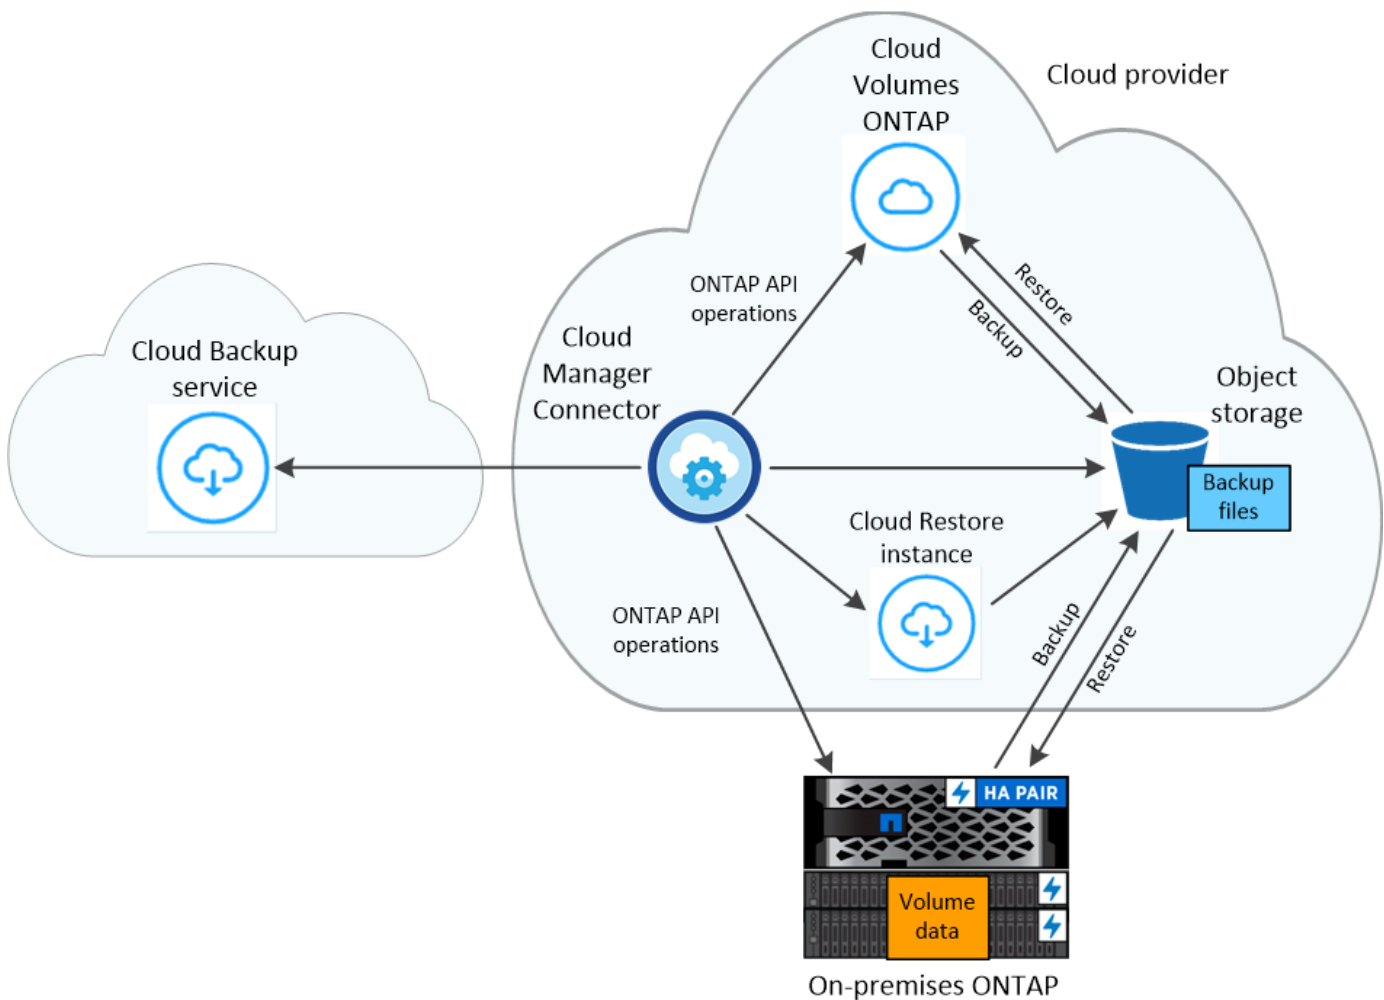 Cloud
Volumes
ONTAP
Cloud provider
ONTAP API
operations
Restore
Backup
Cloud
Manager
Connector
Cloud Backup
service
Object
storage
Backup
files
Cloud Restore
instance
ONTAP API
operations
Backup
Restore
HA PAIR
Volume
data
On-premises ONTAP